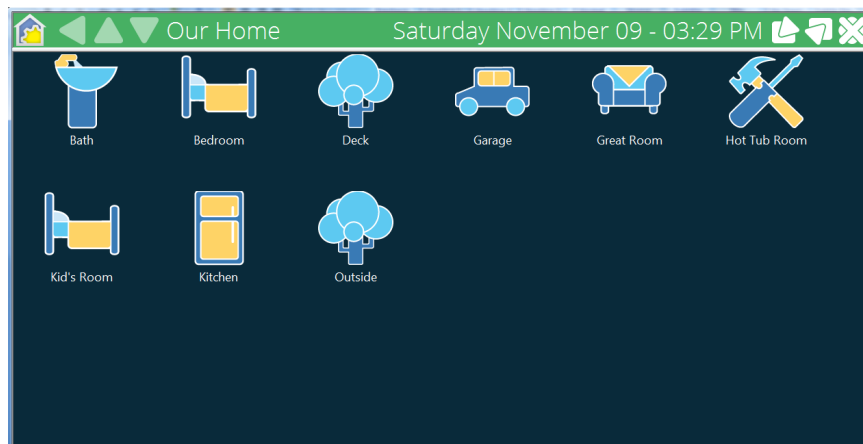 Our Home
Saturday November 09 - 03:29 PM
Bath
Bedroom
Deck
Garage
Great Room
Hot Tub Room
Kid's Room
Kitchen
Outside